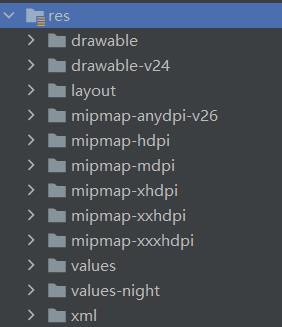 res
drawable
drawable-v24
layout
mipmap-anydpi-v26
mipmap-hdpi
mipmap-mdpi
mipmap-xhdpi
mipmap-xxhdpi
mipmap-xxxhdpi
values
values-night
xml